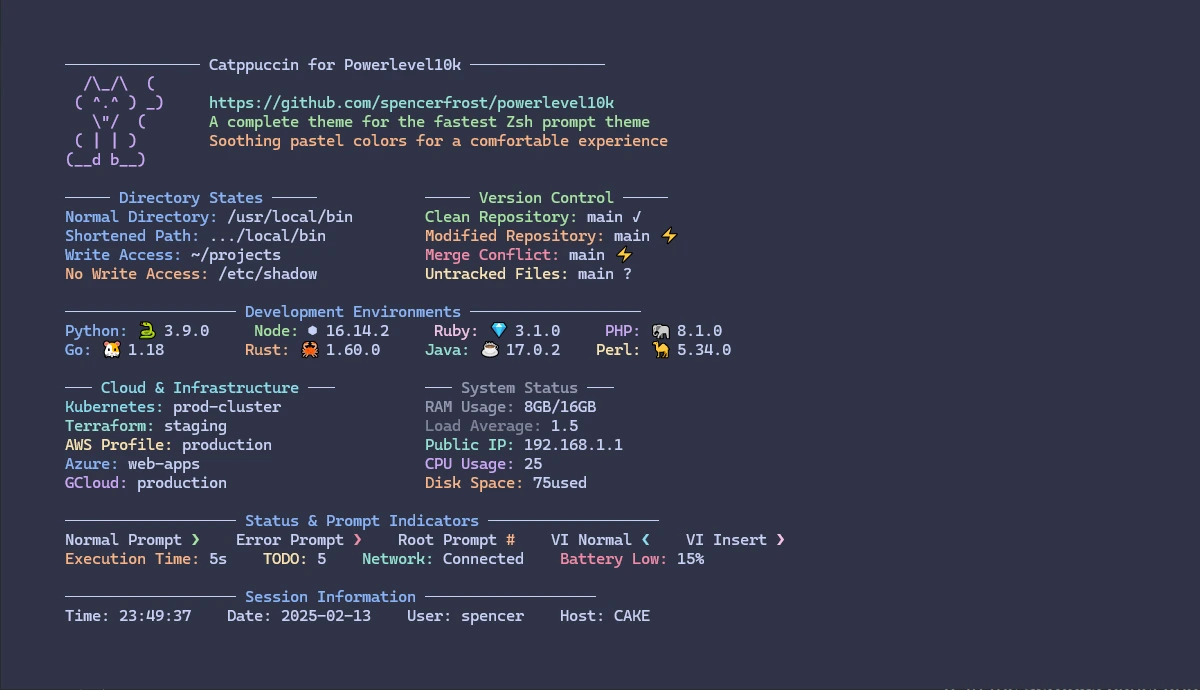 Catppuccin for Powerlevel10k
/\_/\  (
( ^.^ ) _)
\"/  (
( | | )
(__d b__)
https://github.com/spencerfrost/powerlevel10k
A complete theme for the fastest Zsh prompt theme
Soothing pastel colors for a comfortable experience
Directory States
Normal Directory: /usr/local/bin
Shortened Path: .../local/bin
Write Access: ~/projects
No Write Access: /etc/shadow
Version Control
Clean Repository: main ✓
Modified Repository: main ⚡
Merge Conflict: main ⚡
Untracked Files: main ?
Development Environments
Python: 🐍 3.9.0    Node: ⬢ 16.14.2    Ruby: 💎 3.1.0    PHP: 🐘 8.1.0
Go: 🐹 1.18    Rust: 🦀 1.60.0    Java: ☕ 17.0.2    Perl: 🐪 5.34.0
Cloud & Infrastructure
Kubernetes: prod-cluster
Terraform: staging
AWS Profile: production
Azure: web-apps
GCloud: production
System Status
RAM Usage: 8GB/16GB
Load Average: 1.5
Public IP: 192.168.1.1
CPU Usage: 25
Disk Space: 75used
Status & Prompt Indicators
Normal Prompt ❯    Error Prompt ❯    Root Prompt #    VI Normal ❮    VI Insert ❯
Execution Time: 5s    TODO: 5    Network: Connected    Battery Low: 15%
Session Information
Time: 23:49:37    Date: 2025-02-13    User: spencer    Host: CAKE